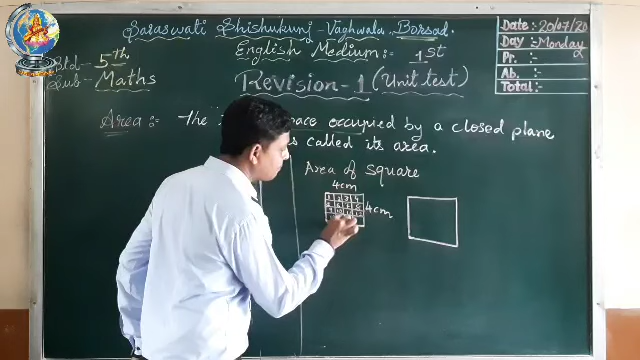 Saraswati Shishukunj - Vaghwala, Borsad.
English Medium:- 1st
Std - 5th
Sub - Maths
Revision - 1 (Unit test)
Date:- 20/07/20
Day:- Monday
Pr. :-
Ab. :-
Total:-
Area :- The occupied by a closed plane
is called its area.
Area of Square
4cm
4cm